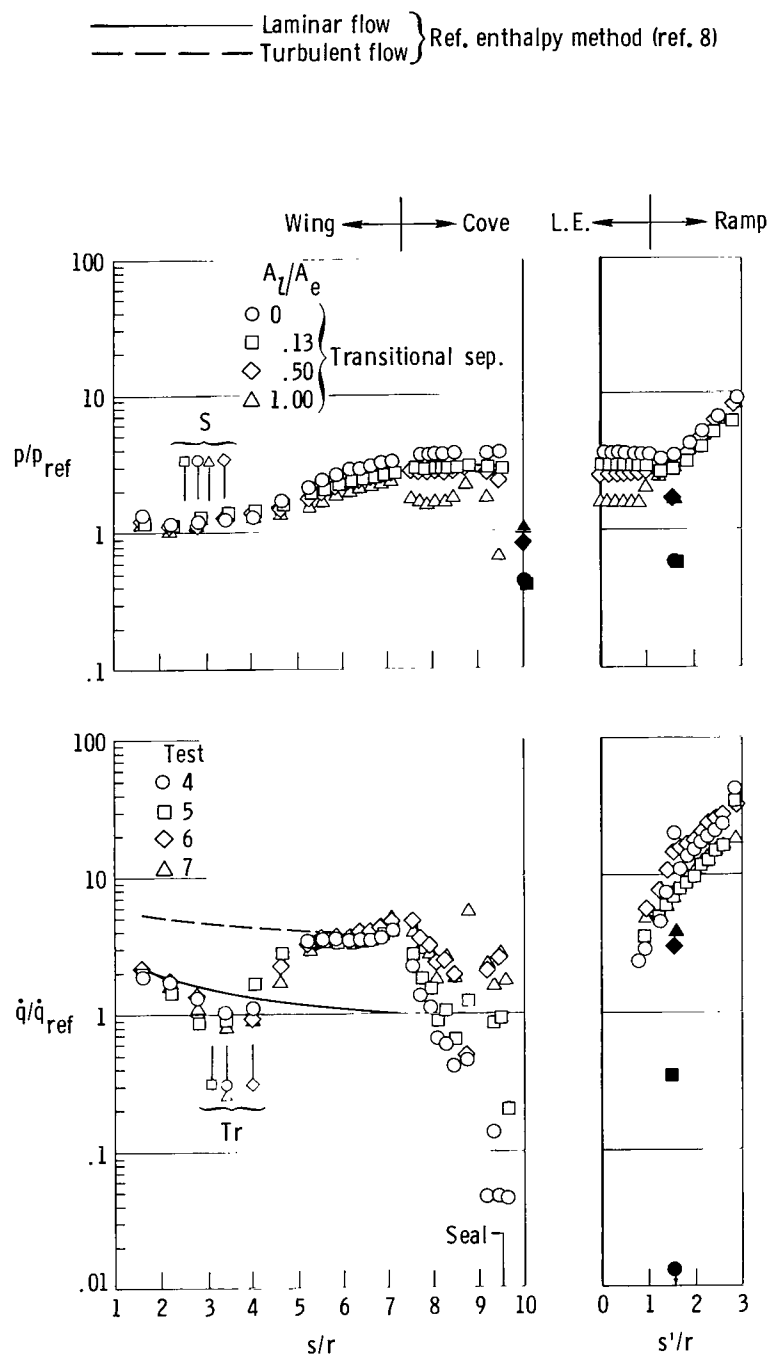 Laminar flow
Turbulent flow
Ref. enthalpy method (ref. 8)
Wing
Cove
L.E.
Ramp
100
10
1
.1
p/p_ref
A_l/A_e
0
.13
.50
1.00
Transitional sep.
S
100
10
1
.1
.01
q̇/q̇_ref
Test
4
5
6
7
Tr
Seal
1 2 3 4 5 6 7 8 9 10
s/r
0 1 2 3
s'/r